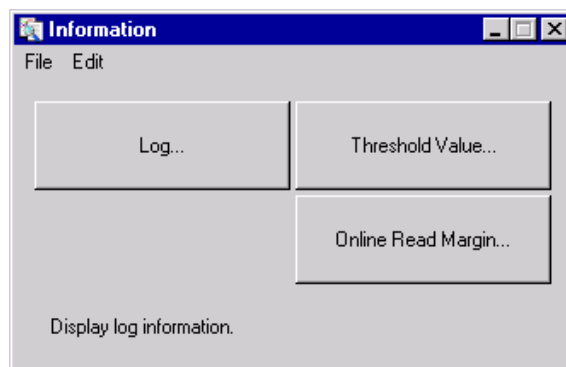 Information
File Edit
Log... Threshold Value...
Online Read Margin...
Display log information.